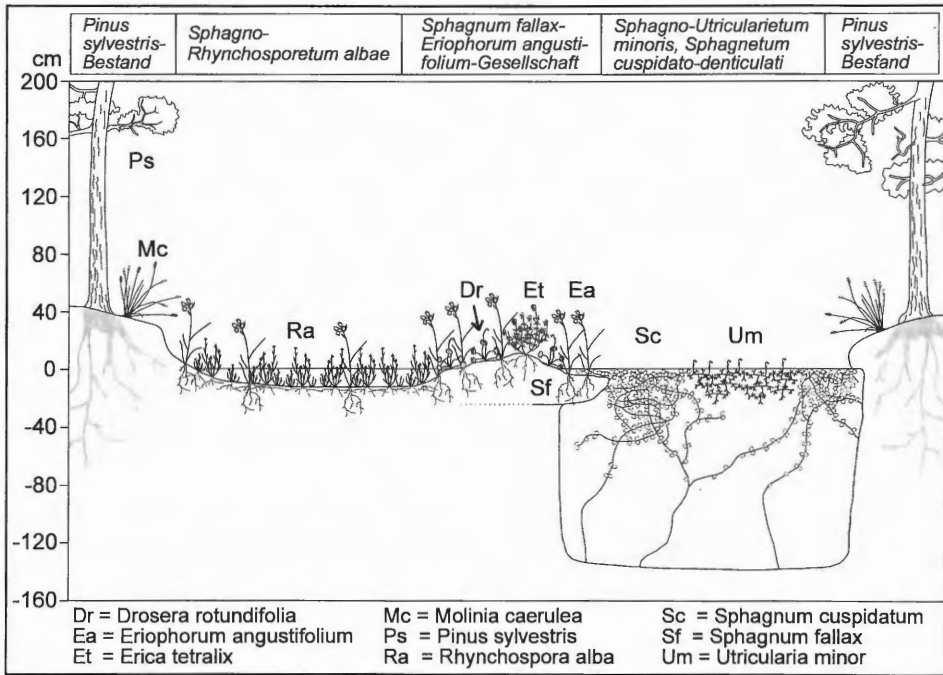 Pinus
sylvestris-
Bestand
Sphagno-
Rhynchosporetum albae
Sphagnum fallax-
Eriophorum angusti-
folium-Gesellschaft
Sphagno-Utricularietum
minoris, Sphagnetum
cuspidato-denticulati
Pinus
sylvestris-
Bestand
cm
200
160
120
80
40
0
-40
-80
-120
-160
Ps
Mc
Ra
Dr
Et
Ea
Sf
Sc
Um
Dr = Drosera rotundifolia
Ea = Eriophorum angustifolium
Et = Erica tetralix
Mc = Molinia caerulea
Ps = Pinus sylvestris
Ra = Rhynchospora alba
Sc = Sphagnum cuspidatum
Sf = Sphagnum fallax
Um = Utricularia minor